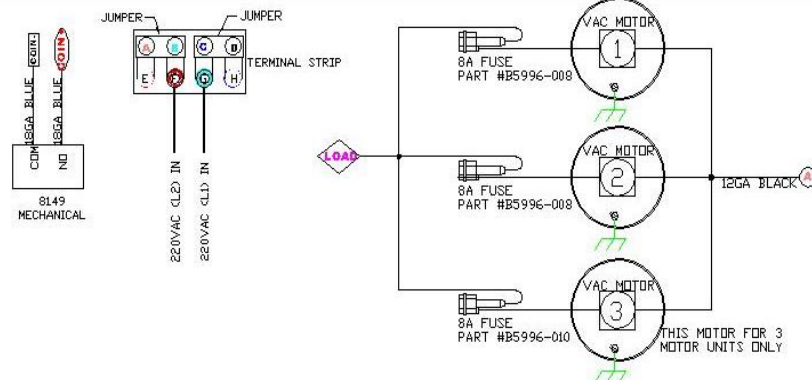 JUMPER
JUMPER
A B C D
TERMINAL STRIP
E F G H
COIN-
COIN
18GA BLUE
18GA BLUE
COM
NO
8149
MECHANICAL
220VAC (L2) IN
220VAC (L1) IN
LOAD
8A FUSE
PART #B5996-008
VAC MOTOR
1
8A FUSE
PART #B5996-008
VAC MOTOR
2
12GA BLACK
A
8A FUSE
PART #B5996-010
VAC MOTOR
3
THIS MOTOR FOR 3
MOTOR UNITS ONLY